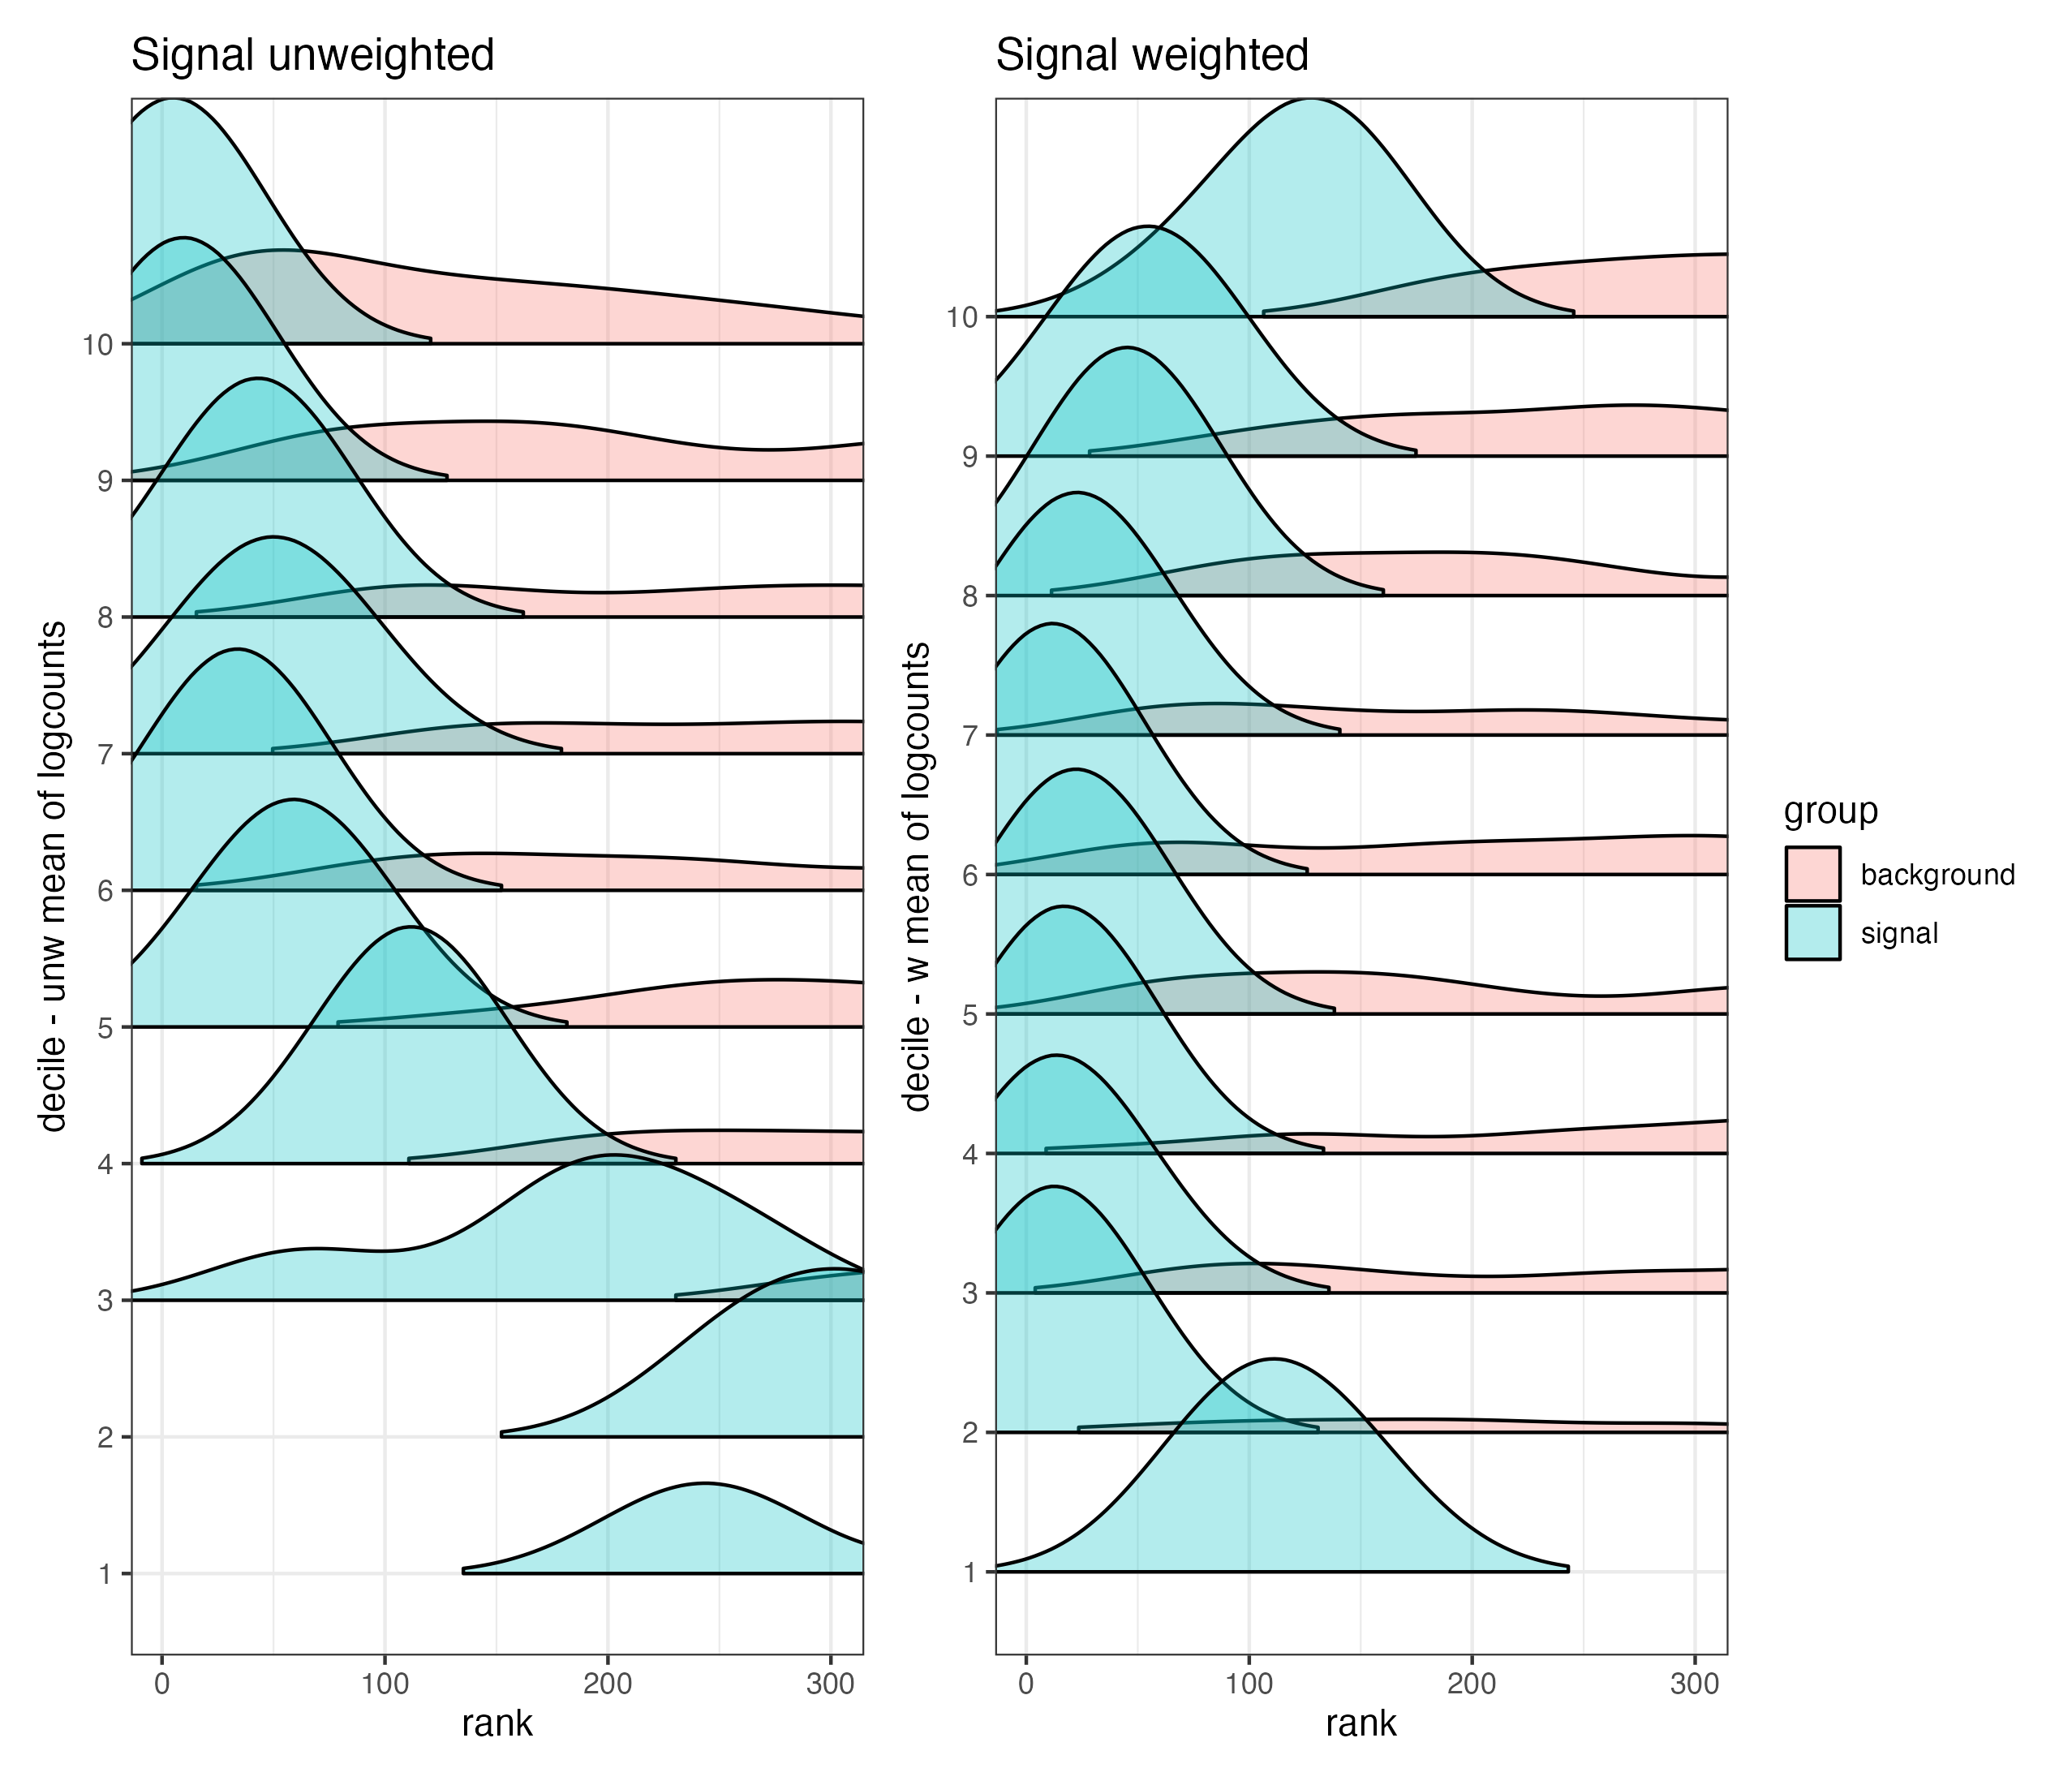 Signal unweighted
Signal weighted
decile - unw mean of logcounts
10
9
8
7
6
5
4
3
2
1
0 100 200 300
rank
decile - w mean of logcounts
10
9
8
7
6
5
4
3
2
1
0 100 200 300
rank
group
background
signal